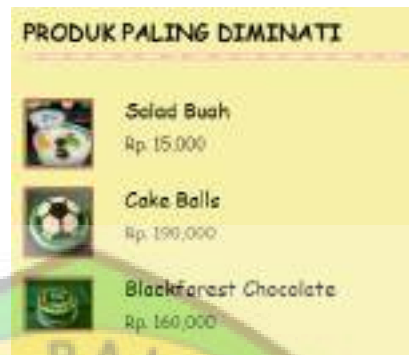 PRODUK PALING DIMINATI
Salad Buah
Rp. 15,000
Cake Balls
Rp. 190,000
Blackforest Chocolate
Rp. 160,000